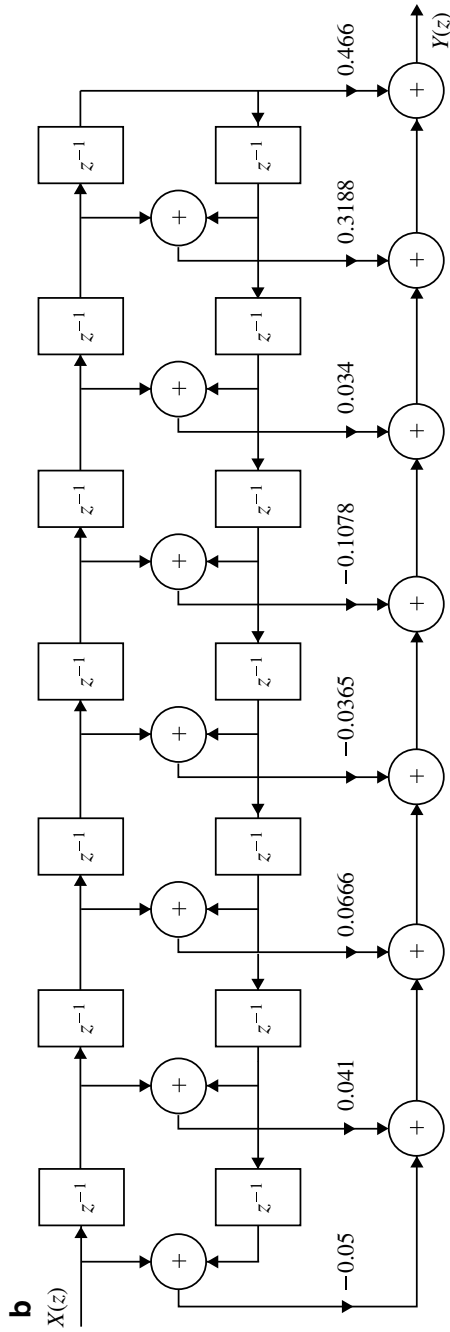 b
X(z)
z⁻¹ z⁻¹ z⁻¹ z⁻¹ z⁻¹ z⁻¹ z⁻¹
+ + + + + + +
z⁻¹ z⁻¹ z⁻¹ z⁻¹ z⁻¹ z⁻¹ z⁻¹
−0.05 0.041 0.0666 −0.0365 −0.1078 0.034 0.3188 0.466
+ + + + + + +
Y(z)